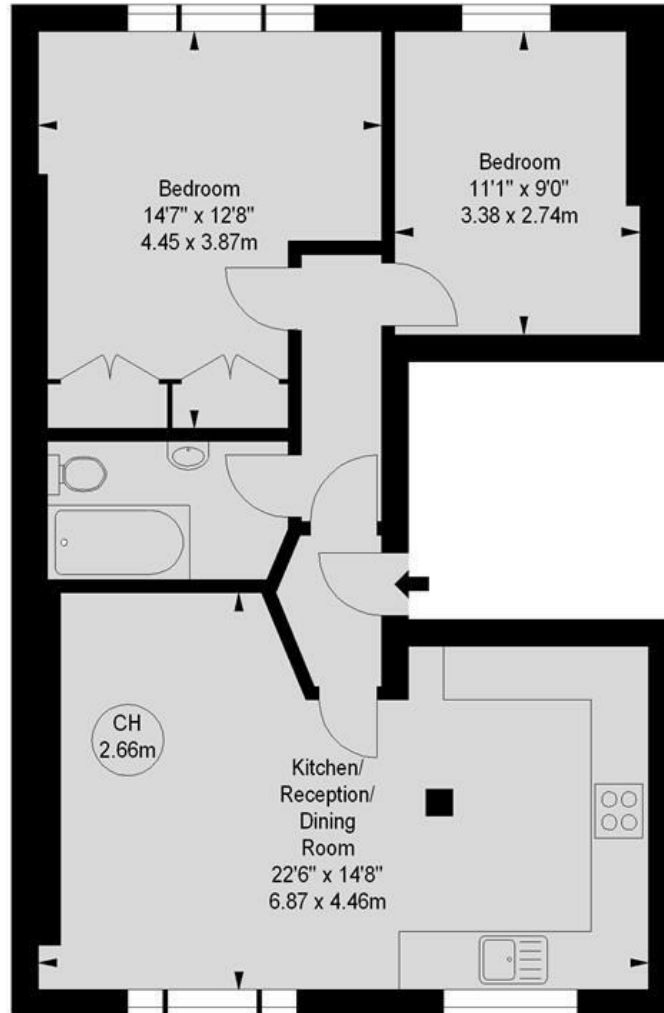 Bedroom
14'7" x 12'8"
4.45 x 3.87m
Bedroom
11'1" x 9'0"
3.38 x 2.74m
CH
2.66m
Kitchen/
Reception/
Dining
Room
22'6" x 14'8"
6.87 x 4.46m